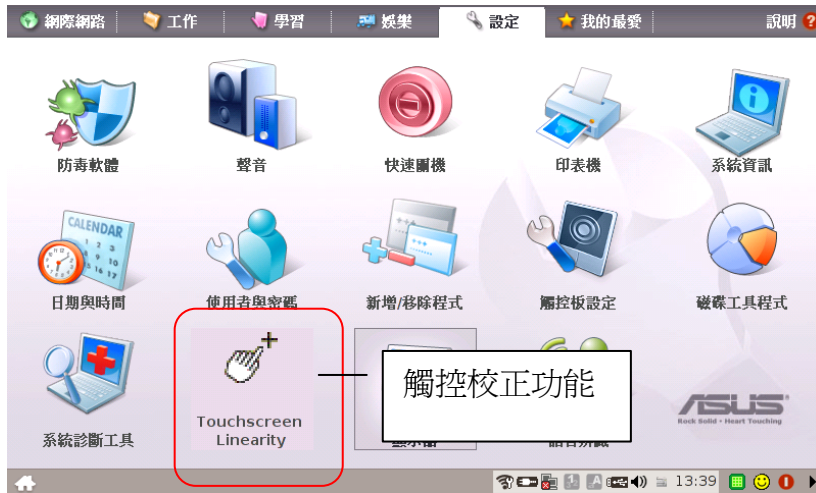 網際網路 工作 學習 娛樂 設定 我的最愛 說明
防毒軟體 聲音 快速關機 印表機 系統資訊
CALENDAR
日期與時間 使用者與密碼 新增/移除程式 觸控板設定 磁碟工具程式
觸控校正功能
系統診斷工具 Touchscreen Linearity
ASUS
Rock Solid • Heart Touching
13:39